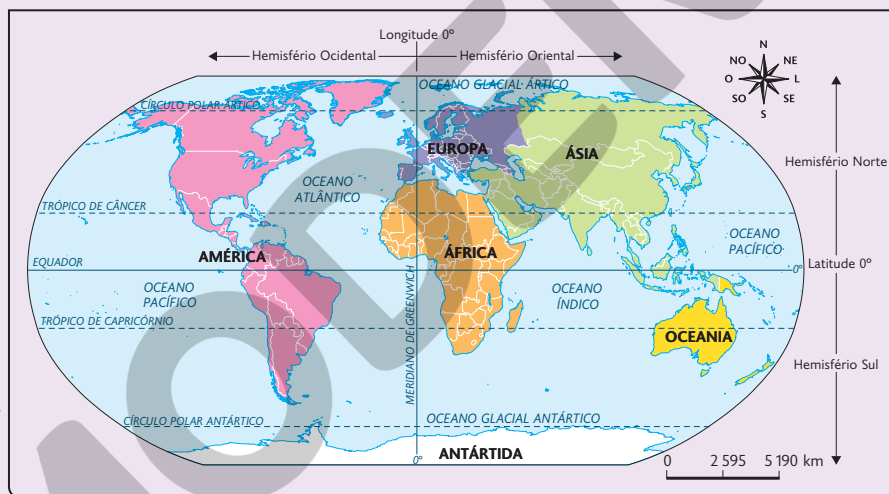 Longitude 0º
Hemisfério Ocidental
Hemisfério Oriental
N
NO
NE
O
L
SO
SE
S
OCEANO GLACIAL ÁRTICO
CÍRCULO POLAR ÁRTICO
EUROPA
ÁSIA
Hemisfério Norte
OCEANO
ATLÂNTICO
TRÓPICO DE CÂNCER
OCEANO
PACÍFICO
AMÉRICA
ÁFRICA
EQUADOR
0º
Latitude 0º
OCEANO
PACÍFICO
OCEANO
ÍNDICO
MERIDIANO DE GREENWICH
TRÓPICO DE CAPRICÓRNIO
OCEANIA
Hemisfério Sul
CÍRCULO POLAR ANTÁRTICO
OCEANO GLACIAL ANTÁRTICO
ANTÁRTIDA
0º
0 2 595 5 190 km